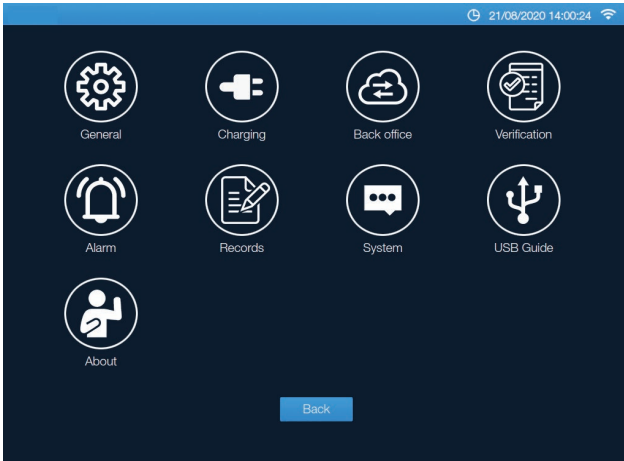 21/08/2020 14:00:24
General Charging Back office Verification
Alarm Records System USB Guide
About
Back